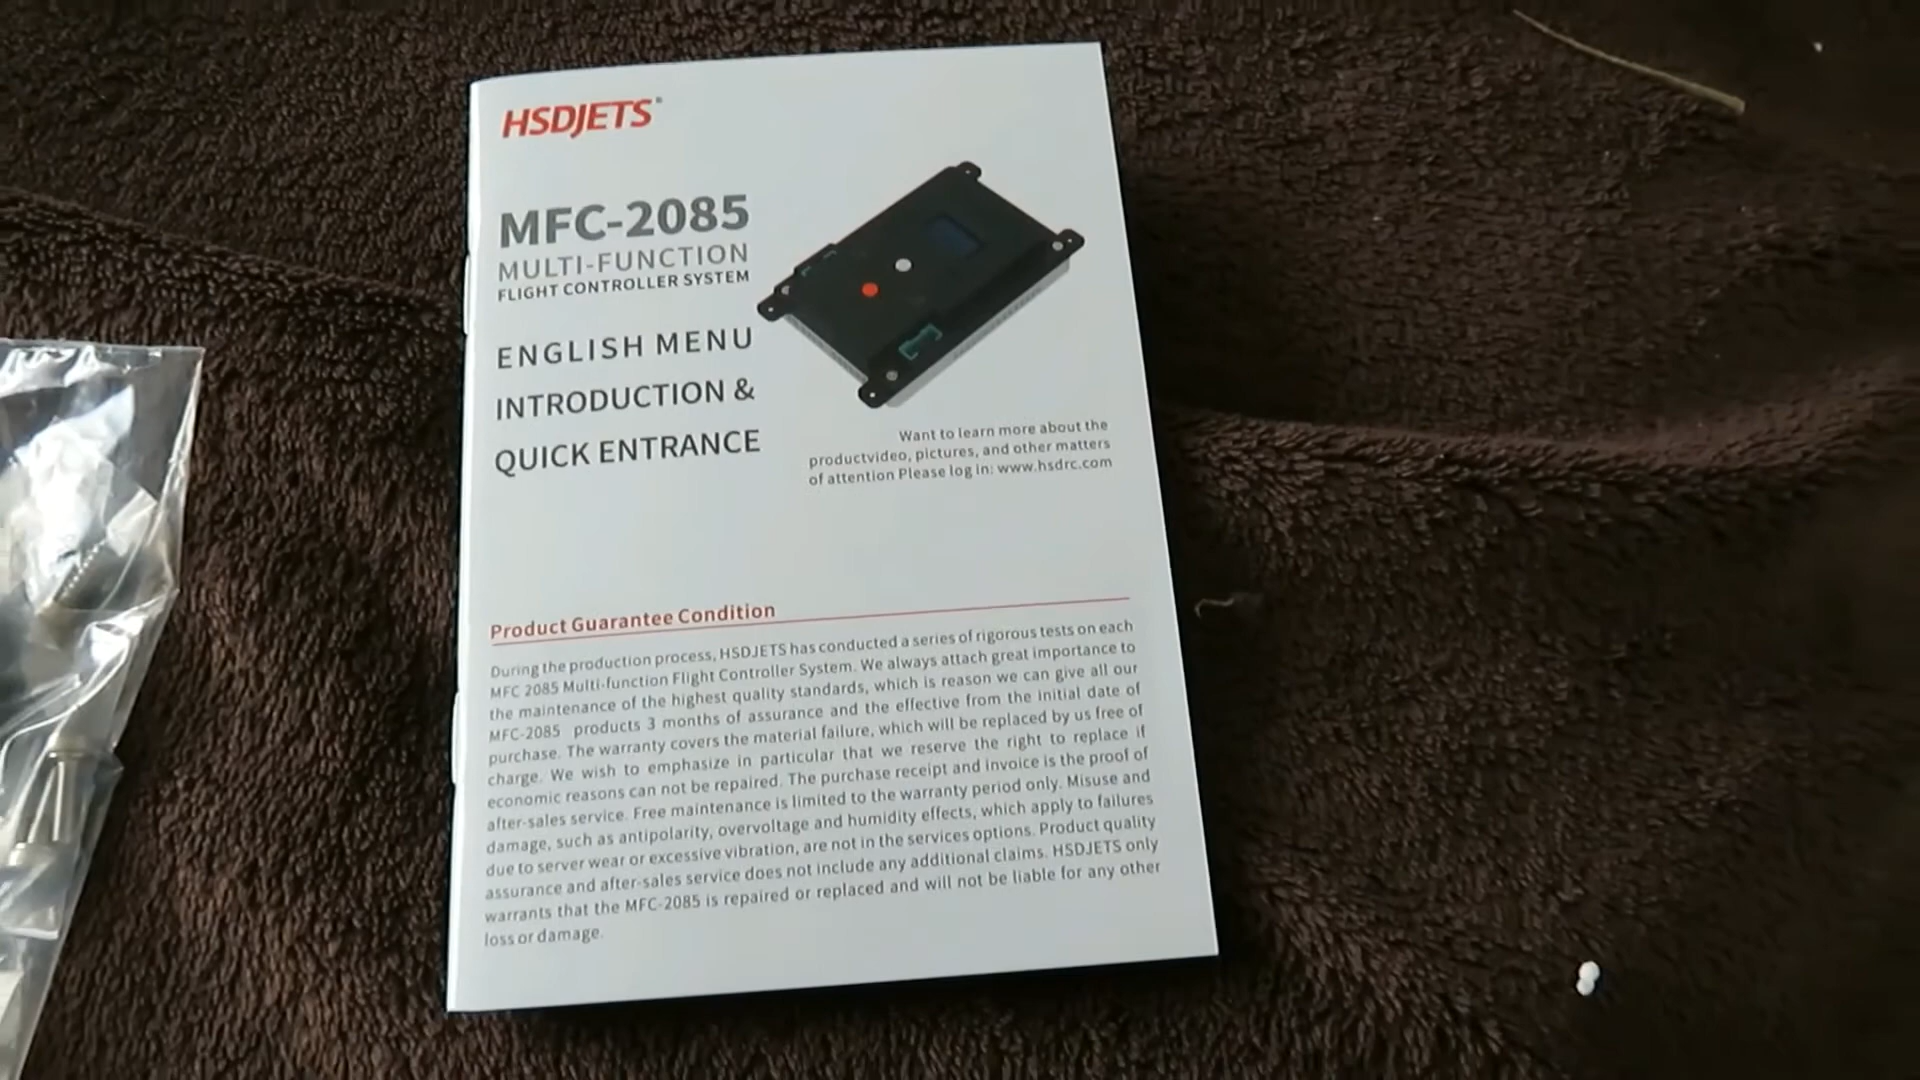 HSDJETS®
MFC-2085
MULTI-FUNCTION
FLIGHT CONTROLLER SYSTEM
ENGLISH MENU
INTRODUCTION &
QUICK ENTRANCE
Want to learn more about the
productvideo, pictures, and other matters
of attention Please log in: www.hsdrc.com
Product Guarantee Condition
During the production process, HSDJETS has conducted a series of rigorous tests on each
MFC 2085 Multi-function Flight Controller System. We always attach great importance to
the maintenance of the highest quality standards, which is reason we can give all our
MFC-2085 products 3 months of assurance and the effective from the initial date of
purchase. The warranty covers the material failure, which will be replaced by us free of
charge. We wish to emphasize in particular that we reserve the right to replace if
economic reasons can not be repaired. The purchase receipt and invoice is the proof of
after-sales service. Free maintenance is limited to the warranty period only. Misuse and
damage, such as antipolarity, overvoltage and humidity effects, which apply to failures
due to server wear or excessive vibration, are not in the services options. Product quality
assurance and after-sales service does not include any additional claims. HSDJETS only
warrants that the MFC-2085 is repaired or replaced and will not be liable for any other
loss or damage.